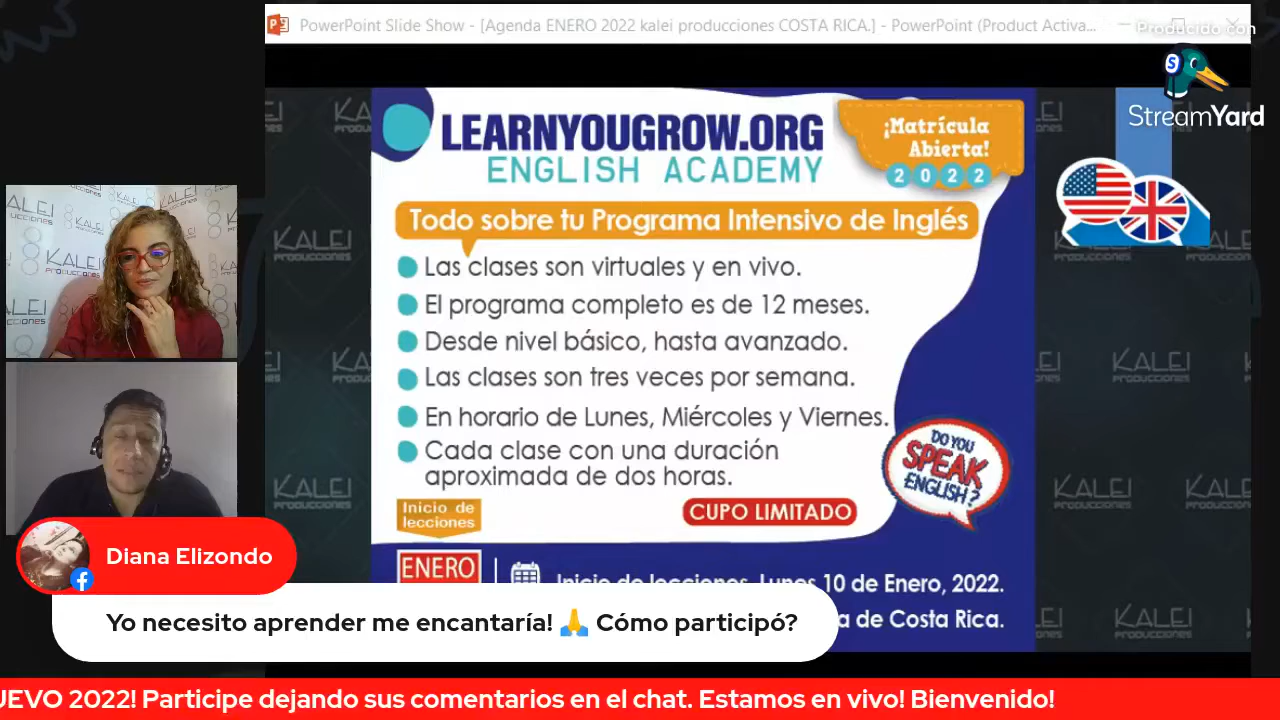 PowerPoint Slide Show - [Agenda ENERO 2022 kalei producciones COSTA RICA.] - PowerPoint (Product Activa...
Producido con
StreamYard
LEARNYOUGROW.ORG
ENGLISH ACADEMY
¡Matrícula
Abierta!
2022
Todo sobre tu Programa Intensivo de Inglés
Las clases son virtuales y en vivo.
El programa completo es de 12 meses.
Desde nivel básico, hasta avanzado.
Las clases son tres veces por semana.
En horario de Lunes, Miércoles y Viernes.
Cada clase con una duración
aproximada de dos horas.
DO YOU
SPEAK
ENGLISH?
Inicio de
lecciones
CUPO LIMITADO
ENERO
Inicio de lecciones, Lunes 10 de Enero, 2022.
a de Costa Rica.
KALEI
PRODUCCIONES
Diana Elizondo
Yo necesito aprender me encantaría! 🙏 Cómo participó?
UEVO 2022! Participe dejando sus comentarios en el chat. Estamos en vivo! Bienvenido!